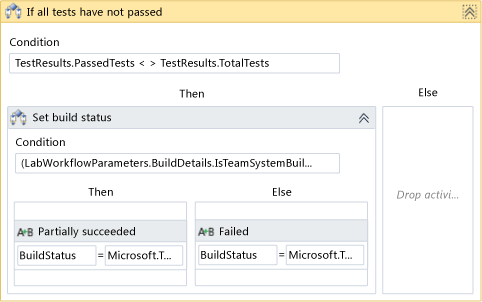 If all tests have not passed
Condition
TestResults.PassedTests < > TestResults.TotalTests
Then
Else
Set build status
Condition
(LabWorkflowParameters.BuildDetails.IsTeamSystemBuil...
Then
Else
Partially succeeded
BuildStatus = Microsoft.T...
Failed
BuildStatus = Microsoft.T...
Drop activi...